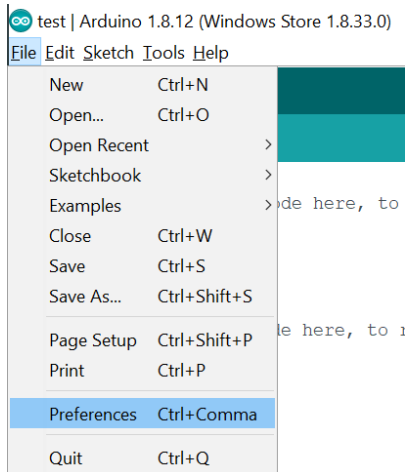 test | Arduino 1.8.12 (Windows Store 1.8.33.0)
File Edit Sketch Tools Help
New Ctrl+N
Open... Ctrl+O
Open Recent >
Sketchbook >
Examples >
de here, to
Close Ctrl+W
Save Ctrl+S
Save As... Ctrl+Shift+S
Page Setup Ctrl+Shift+P
de here, to r
Print Ctrl+P
Preferences Ctrl+Comma
Quit Ctrl+Q